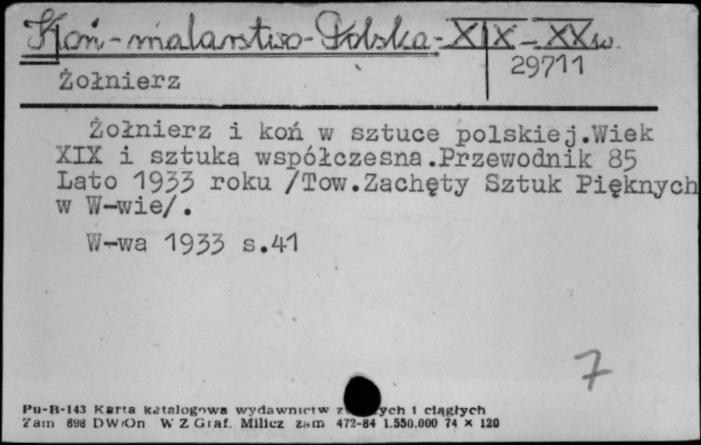 Koń-malarstwo-Polska-XIX-XXw.
29711
Żołnierz
Żołnierz i koń w sztuce polskiej.Wiek
XIX i sztuka współczesna.Przewodnik 85
Lato 1933 roku /Tow.Zachęty Sztuk Pięknych
w W-wie/.
W-wa 1933 s.41
7
Pu-B-143 Karta katalogowa wydawnictw i ciągłych
Zam 698 DW/On W Z Graf. Milicz zam 472-84 1.550.000 74 × 120